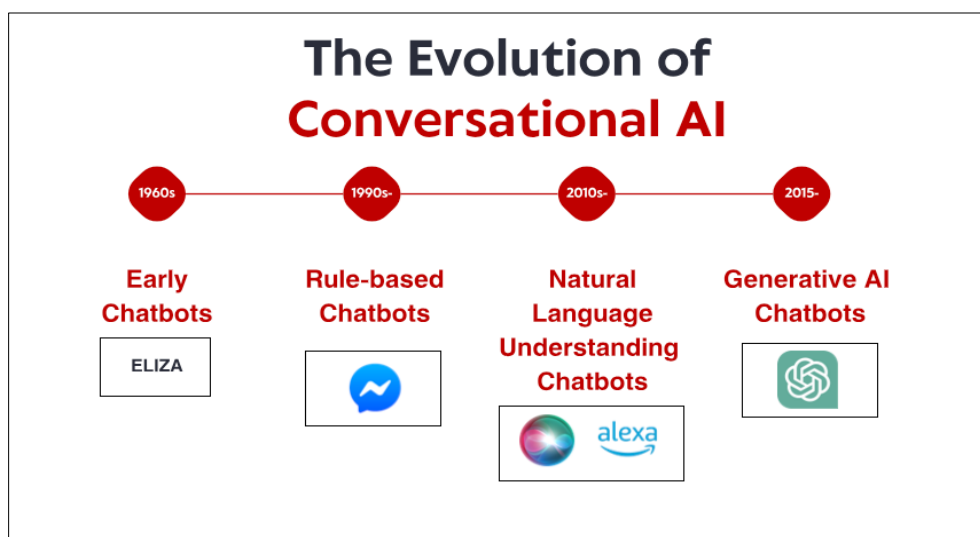 The Evolution of
Conversational AI
1960s
1990s-
2010s-
2015-
Early
Chatbots
ELIZA
Rule-based
Chatbots
Natural
Language
Understanding
Chatbots
alexa
Generative AI
Chatbots